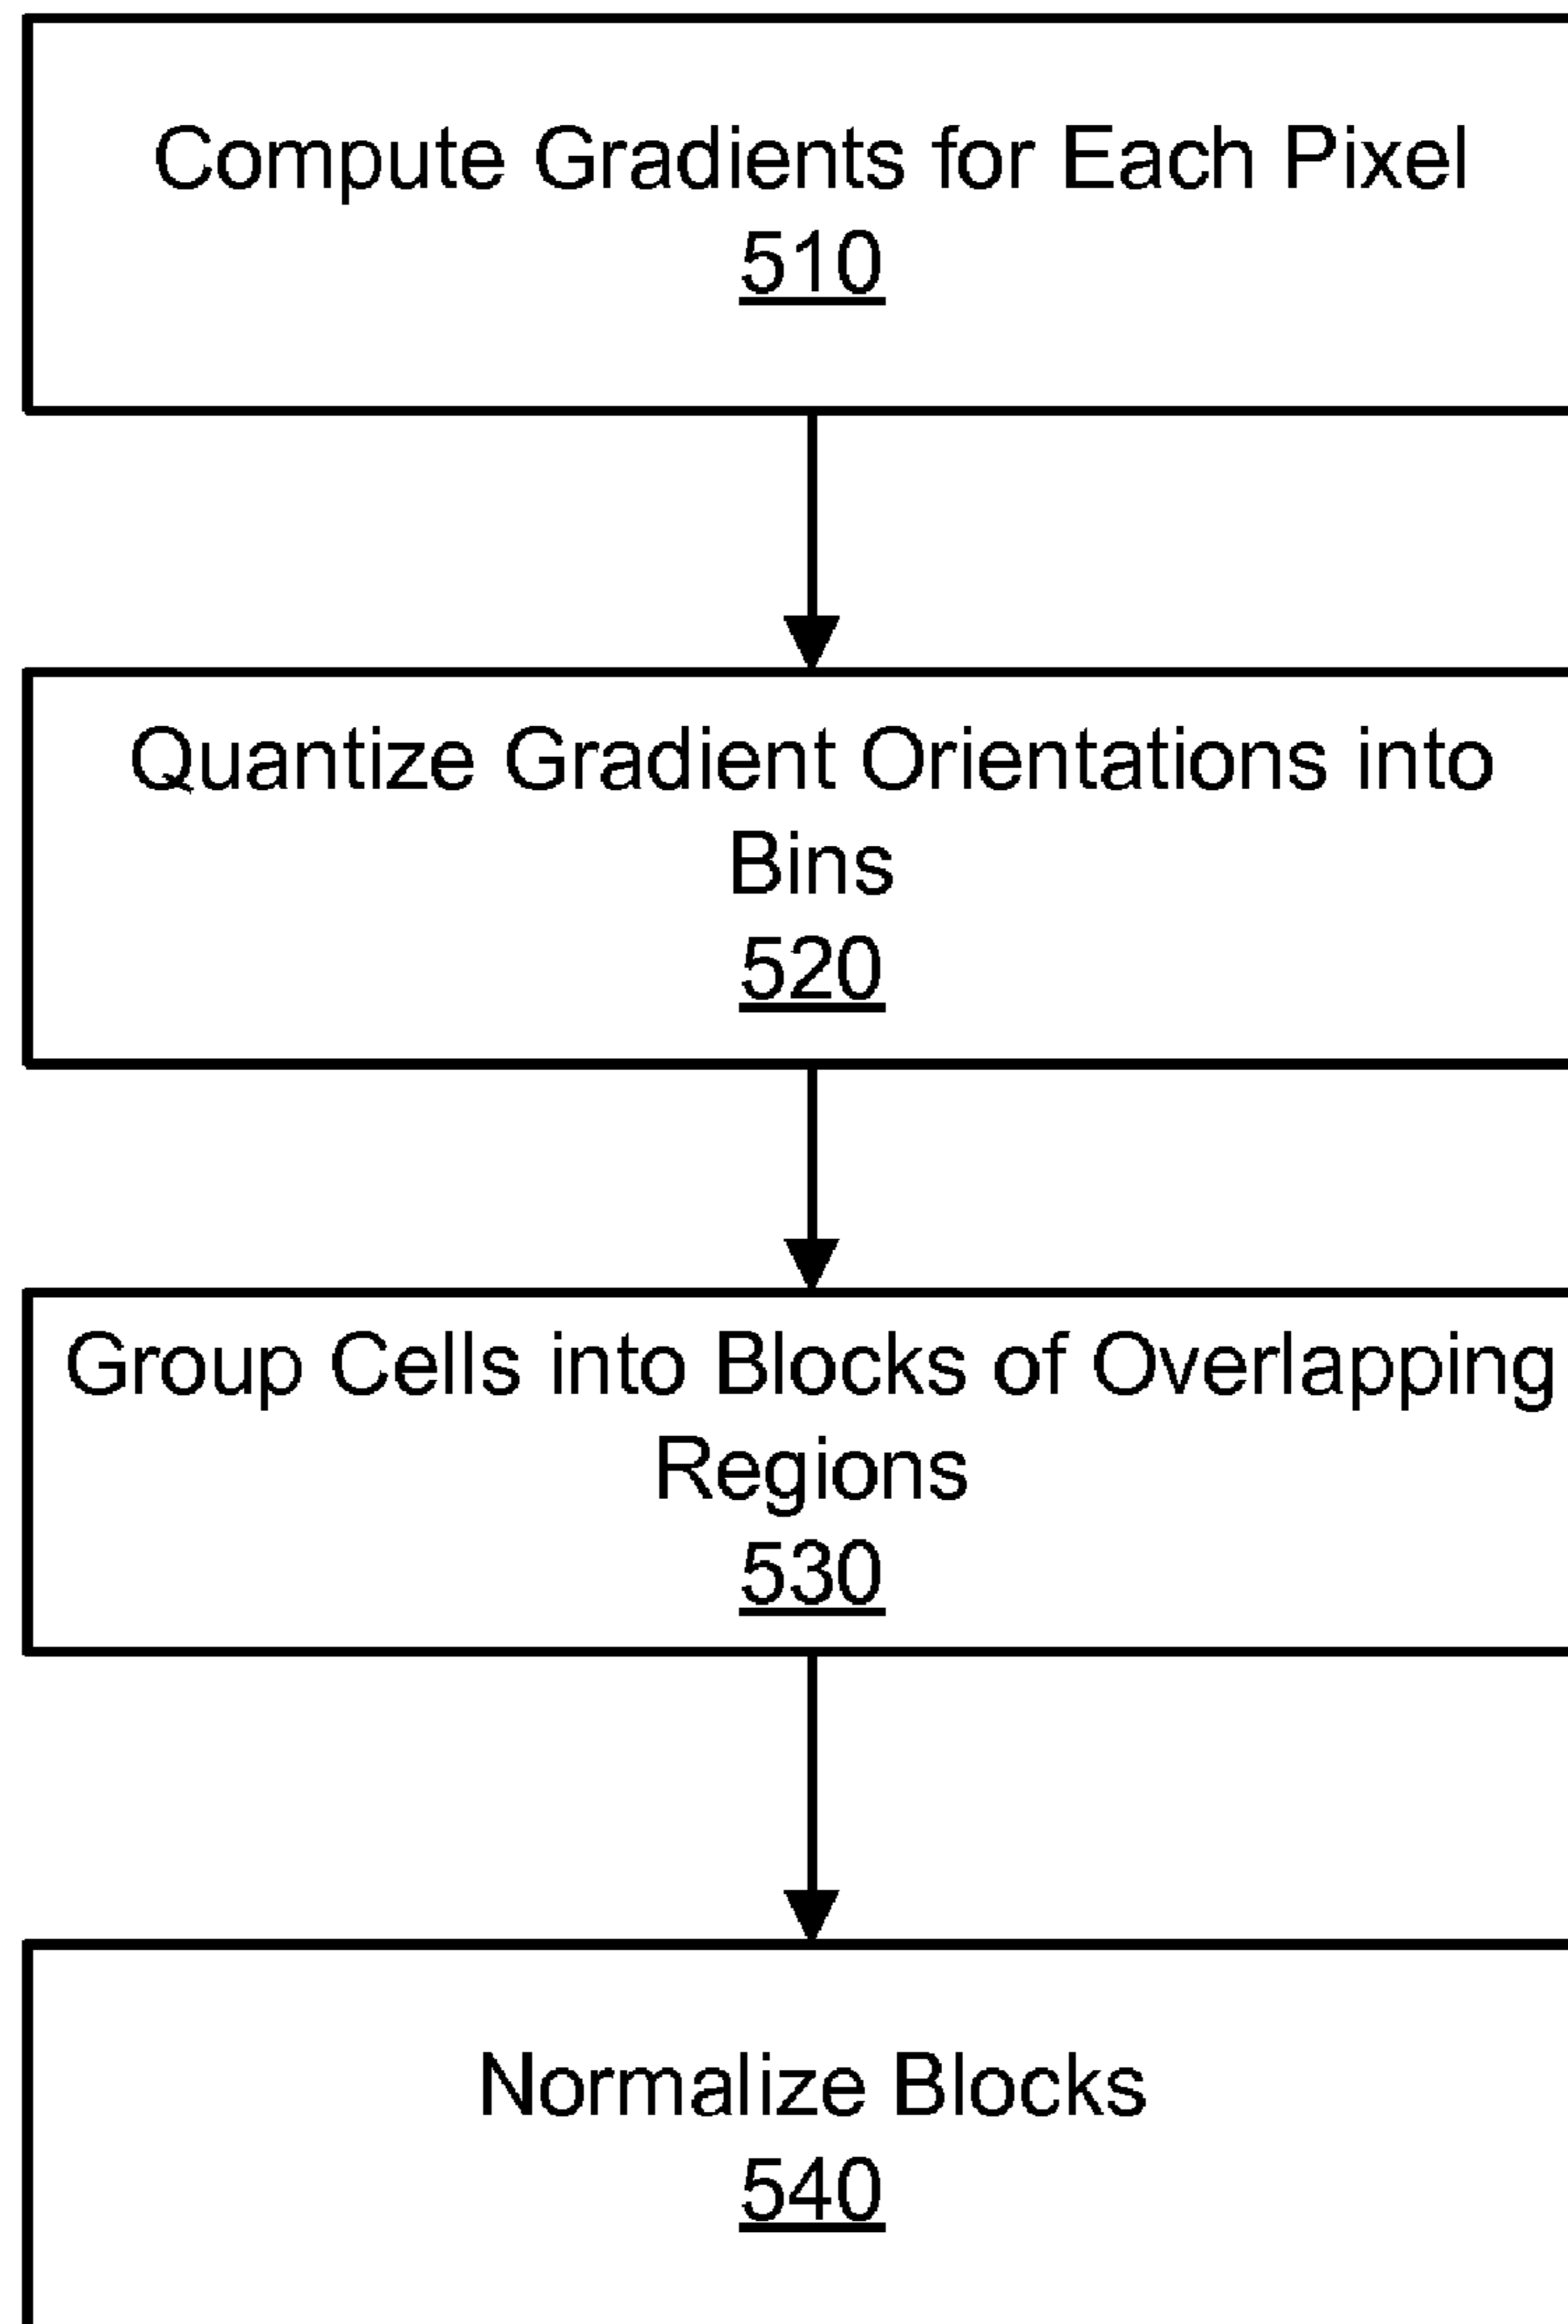 Compute Gradients for Each Pixel
510
Quantize Gradient Orientations into
Bins
520
Group Cells into Blocks of Overlapping
Regions
530
Normalize Blocks
540